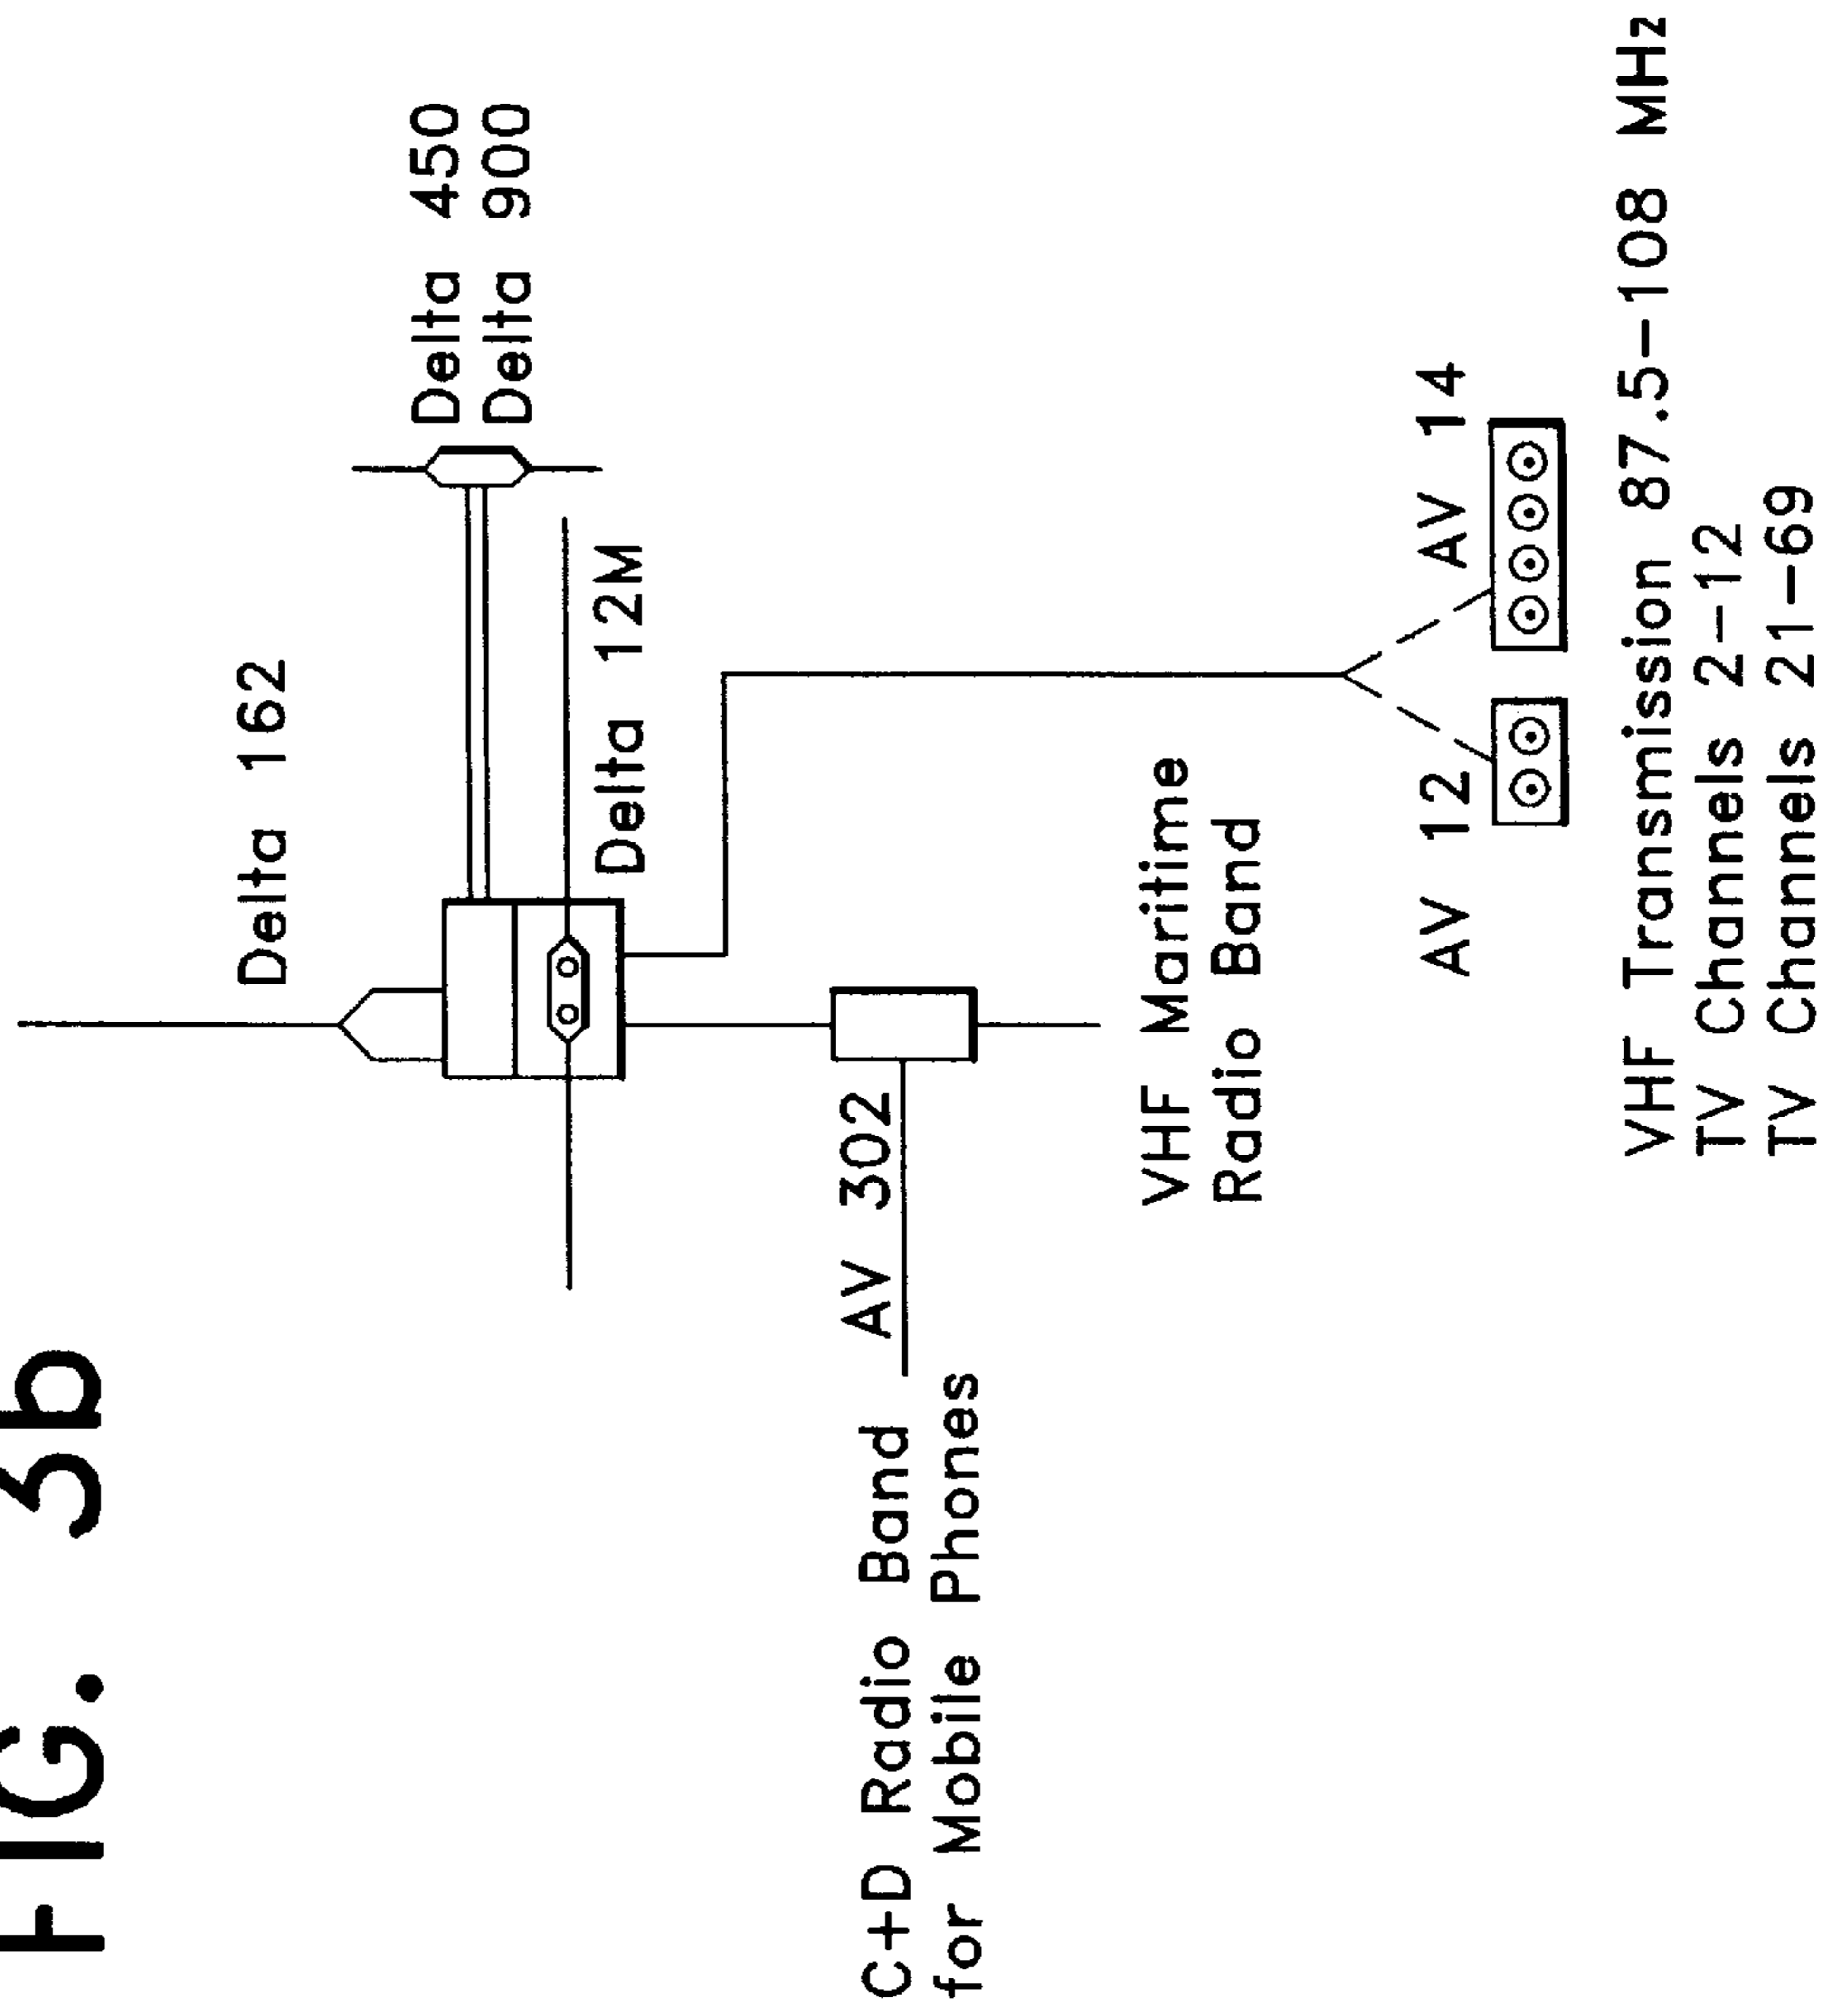 FIG. 3b
Delta 162
Delta 450
Delta 900
Delta 12M
AV 302
C+D Radio Band
for Mobile Phones
VHF Maritime
Radio Band
AV 12
AV 14
VHF Transmission 87.5-108 MHz
TV Channels 2-12
TV Channels 21-69